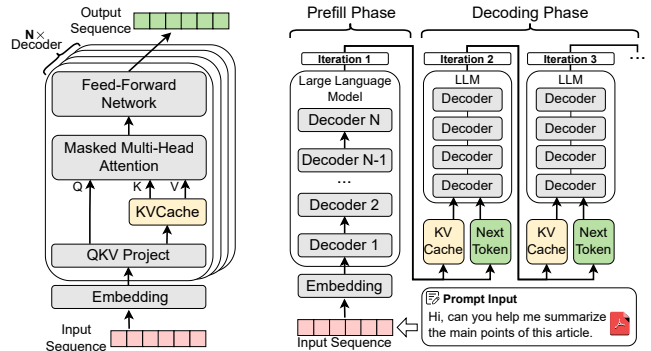 Output
Sequence
N×
Decoder
Feed-Forward
Network
Masked Multi-Head
Attention
Q
K
V
KVCache
QKV Project
Embedding
Input
Sequence
Prefill Phase
Decoding Phase
Iteration 1
Iteration 2
Iteration 3
...
Large Language
Model
Decoder N
Decoder N-1
...
Decoder 2
Decoder 1
Embedding
Input Sequence
LLM
Decoder
Decoder
Decoder
Decoder
KV
Cache
Next
Token
LLM
Decoder
Decoder
Decoder
Decoder
KV
Cache
Next
Token
Prompt Input
Hi, can you help me summarize
the main points of this article.